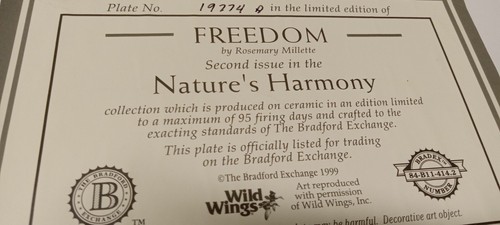 Plate No. 19774 A in the limited edition of
FREEDOM
by Rosemary Millette
Second issue in the
Nature's Harmony
collection which is produced on ceramic in an edition limited
to a maximum of 95 firing days and crafted to the
exacting standards of The Bradford Exchange.
This plate is officially listed for trading
on the Bradford Exchange.
©The Bradford Exchange 1999
THE BRADFORD
B
EXCHANGE
TM
Wild
Wings
Art reproduced
with permission
of Wild Wings, Inc.
BRADEX
84-B11-414.2
NUMBER
may be harmful. Decorative art object.